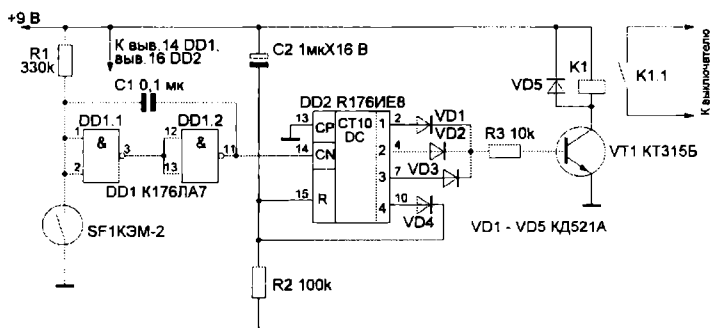 +9 В
R1
330k
К выв.14 DD1,
выв.16 DD2
C1 0,1 мк
C2 1мкX16 В
DD1.1
1
&
2
3
DD1.2
12
&
13
11
DD1 К176ЛА7
SF1КЭМ-2
DD2 R176ИЕ8
13
CP
14
CN
15
R
CT10
DC
1
2
3
4
2
4
7
10
VD1
VD2
VD3
VD4
R2 100k
R3 10k
VD5
K1
VT1 КТ315Б
VD1 - VD5 КД521А
K1.1
К выключателю